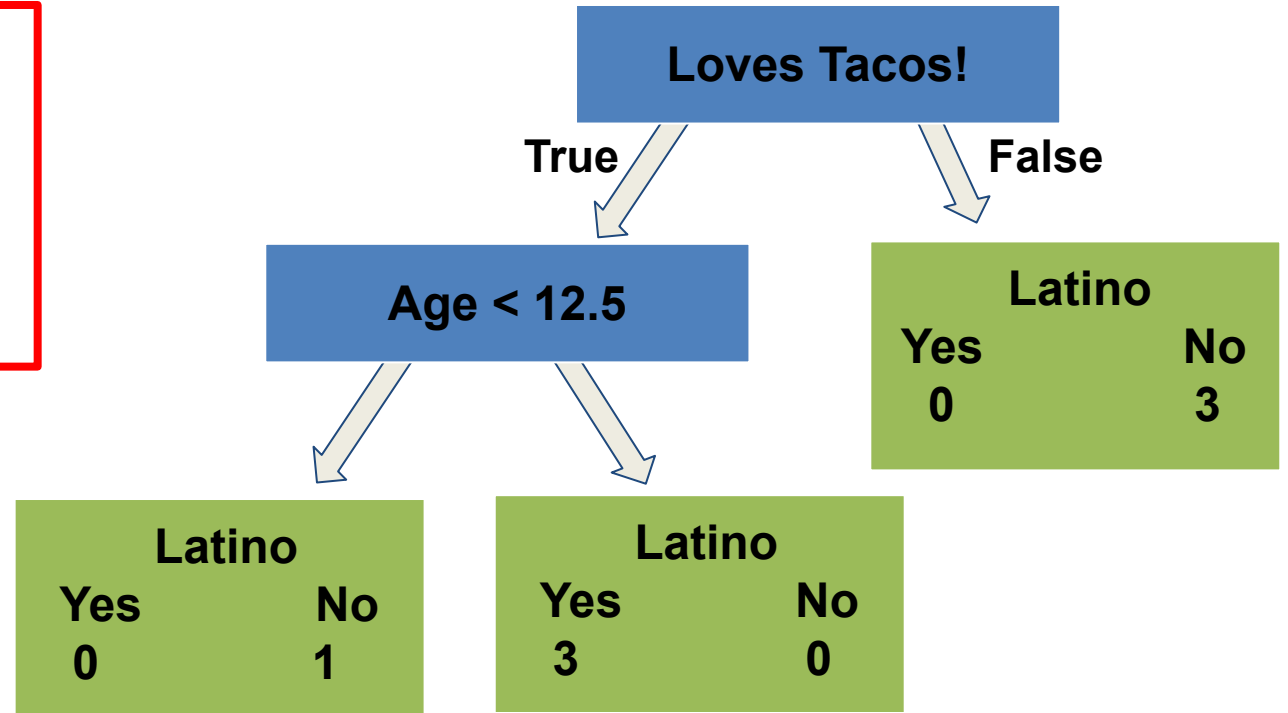 Loves Tacos!
True
False
Age < 12.5
Latino
Yes No
0 3
Latino
Yes No
0 1
Latino
Yes No
3 0